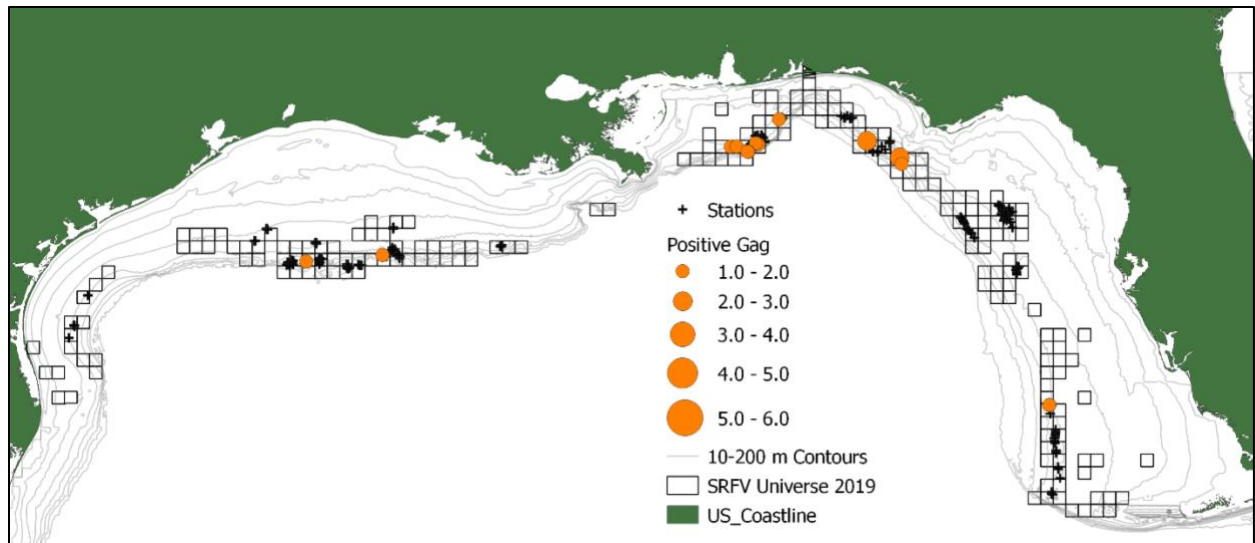 Stations
Positive Gag
1.0 - 2.0
2.0 - 3.0
3.0 - 4.0
4.0 - 5.0
5.0 - 6.0
10-200 m Contours
SRFV Universe 2019
US_Coastline